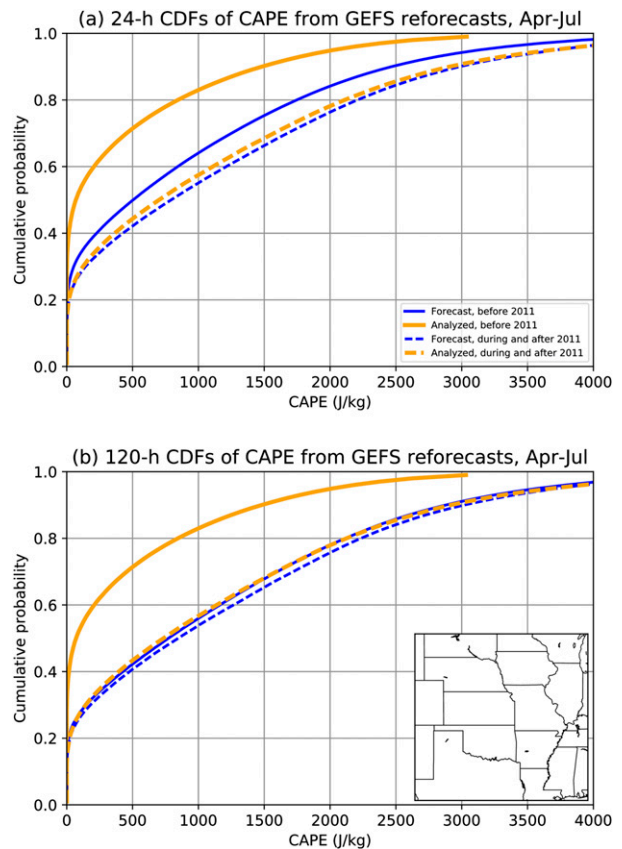 (a) 24-h CDFs of CAPE from GEFS reforecasts, Apr-Jul
1.0
0.8
0.6
0.4
0.2
0.0
Cumulative probability
Forecast, before 2011
Analyzed, before 2011
Forecast, during and after 2011
Analyzed, during and after 2011
0 500 1000 1500 2000 2500 3000 3500 4000
CAPE (J/kg)
(b) 120-h CDFs of CAPE from GEFS reforecasts, Apr-Jul
1.0
0.8
0.6
0.4
0.2
0.0
Cumulative probability
0 500 1000 1500 2000 2500 3000 3500 4000
CAPE (J/kg)